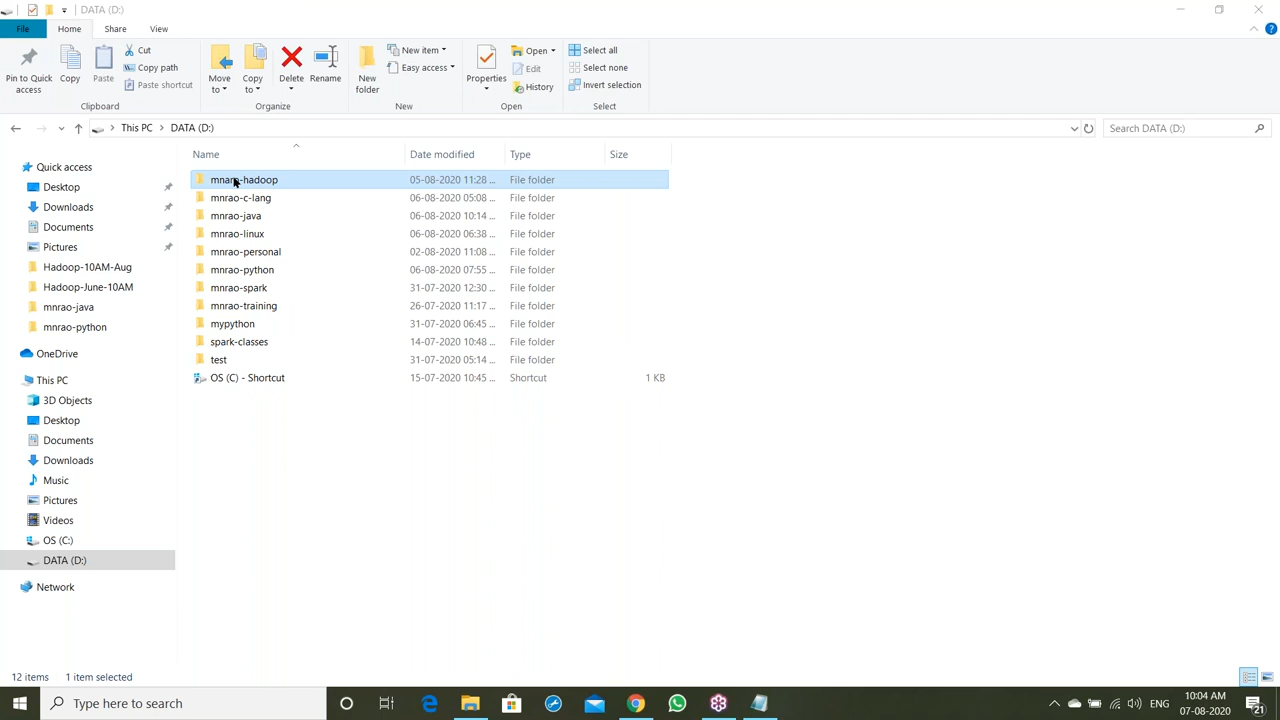 DATA (D:)
File Home Share View
Pin to Quick access
Copy
Paste
Cut
Copy path
Paste shortcut
Clipboard
Move to
Copy to
Delete
Rename
Organize
New folder
New item
Easy access
New
Properties
Open
Edit
History
Open
Select all
Select none
Invert selection
Select
This PC > DATA (D:)
Search DATA (D:)
Name Date modified Type Size
Quick access
Desktop
Downloads
Documents
Pictures
Hadoop-10AM-Aug
Hadoop-June-10AM
mnrao-java
mnrao-python
OneDrive
This PC
3D Objects
Desktop
Documents
Downloads
Music
Pictures
Videos
OS (C:)
DATA (D:)
Network
mnaro-hadoop 05-08-2020 11:28 ... File folder
mnrao-c-lang 06-08-2020 05:08 ... File folder
mnrao-java 06-08-2020 10:14 ... File folder
mnrao-linux 06-08-2020 06:38 ... File folder
mnrao-personal 02-08-2020 11:08 ... File folder
mnrao-python 06-08-2020 07:55 ... File folder
mnrao-spark 31-07-2020 12:30 ... File folder
mnrao-training 26-07-2020 11:17 ... File folder
mypython 31-07-2020 06:45 ... File folder
spark-classes 14-07-2020 10:48 ... File folder
test 31-07-2020 05:14 ... File folder
OS (C) - Shortcut 15-07-2020 10:45 ... Shortcut 1 KB
12 items 1 item selected
Type here to search
ENG
10:04 AM
07-08-2020
21